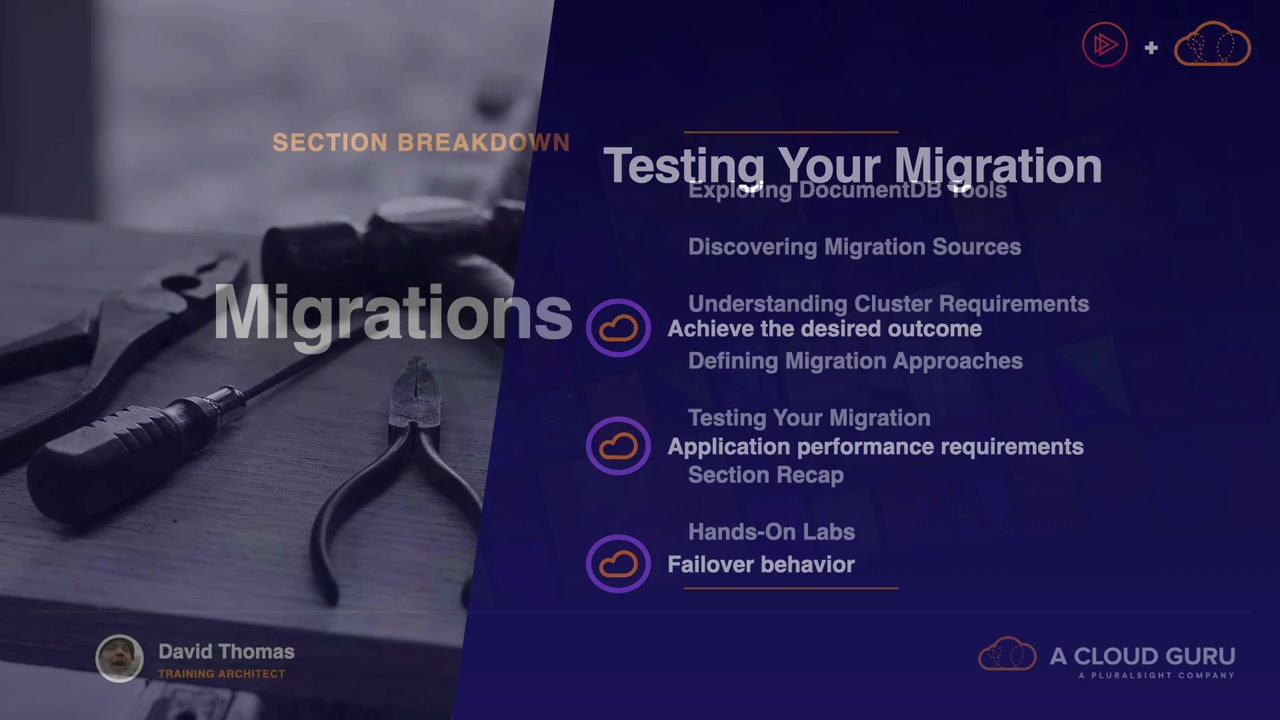 SECTION BREAKDOWN
Migrations
Testing Your Migration
Exploring DocumentDB Tools
Discovering Migration Sources
Understanding Cluster Requirements
Achieve the desired outcome
Defining Migration Approaches
Testing Your Migration
Application performance requirements
Section Recap
Hands-On Labs
Failover behavior
David Thomas
TRAINING ARCHITECT
A CLOUD GURU
A PLURALSIGHT COMPANY